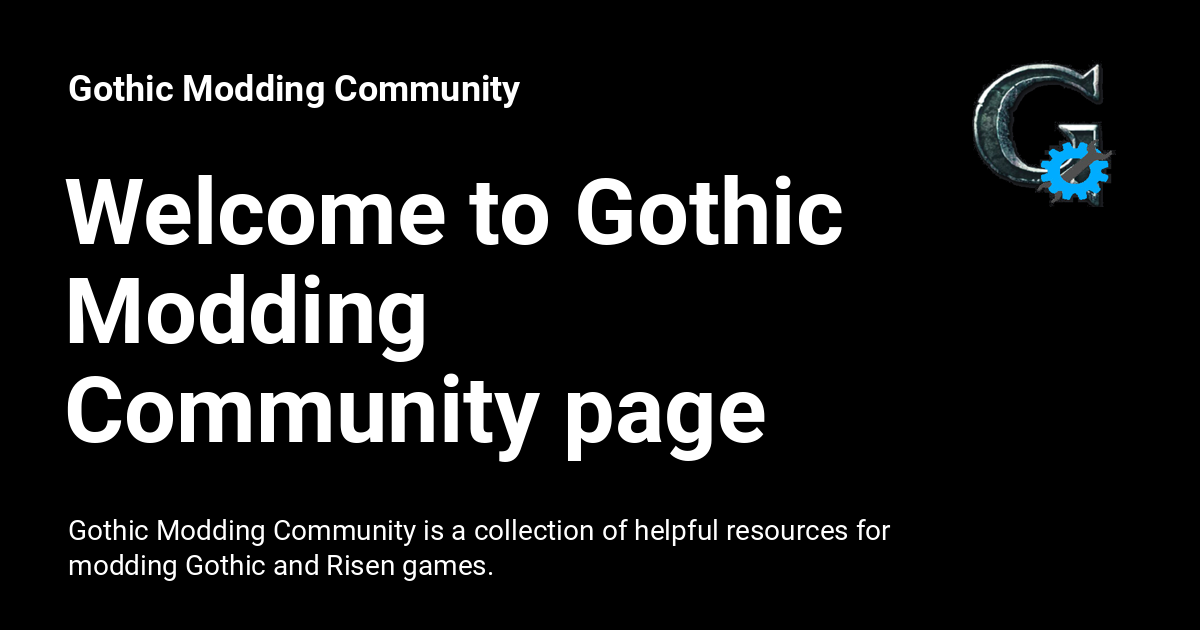 Gothic Modding Community
G
Welcome to Gothic
Modding
Community page
Gothic Modding Community is a collection of helpful resources for
modding Gothic and Risen games.